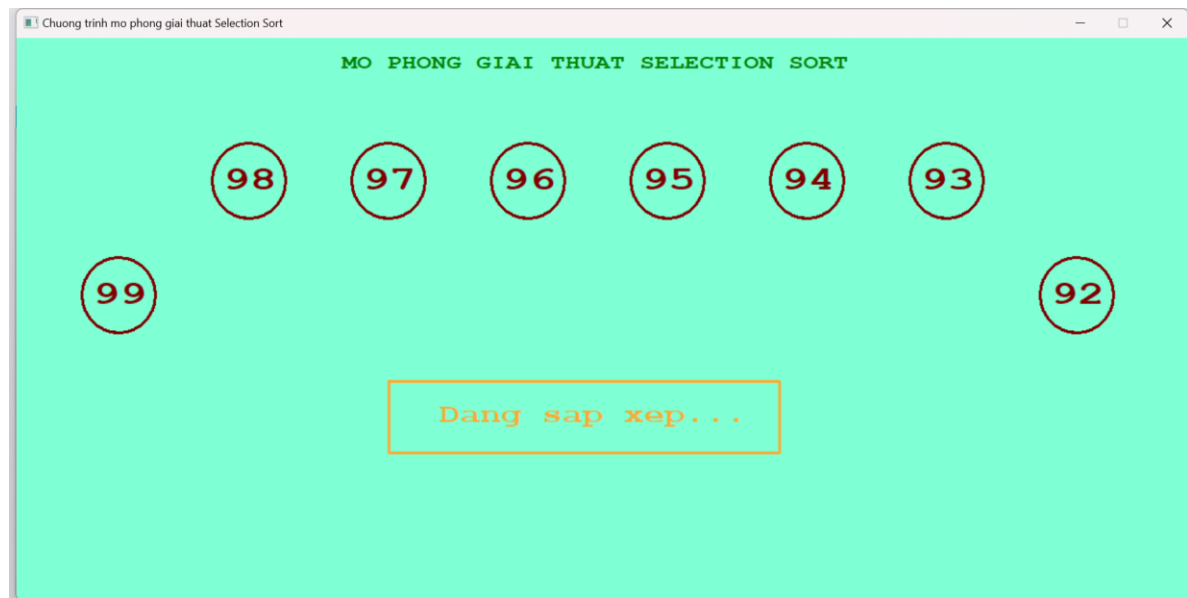 Chuong trinh mo phong giai thuat Selection Sort
MO PHONG GIAI THUAT SELECTION SORT
98 97 96 95 94 93
99 92
Dang sap xep...